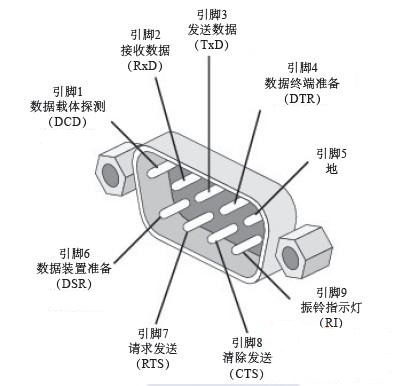 引脚1
数据载体探测
(DCD)
引脚2
接收数据
(RxD)
引脚3
发送数据
(TxD)
引脚4
数据终端准备
(DTR)
引脚5
地
引脚6
数据装置准备
(DSR)
引脚7
请求发送
(RTS)
引脚8
清除发送
(CTS)
引脚9
振铃指示灯
(RI)